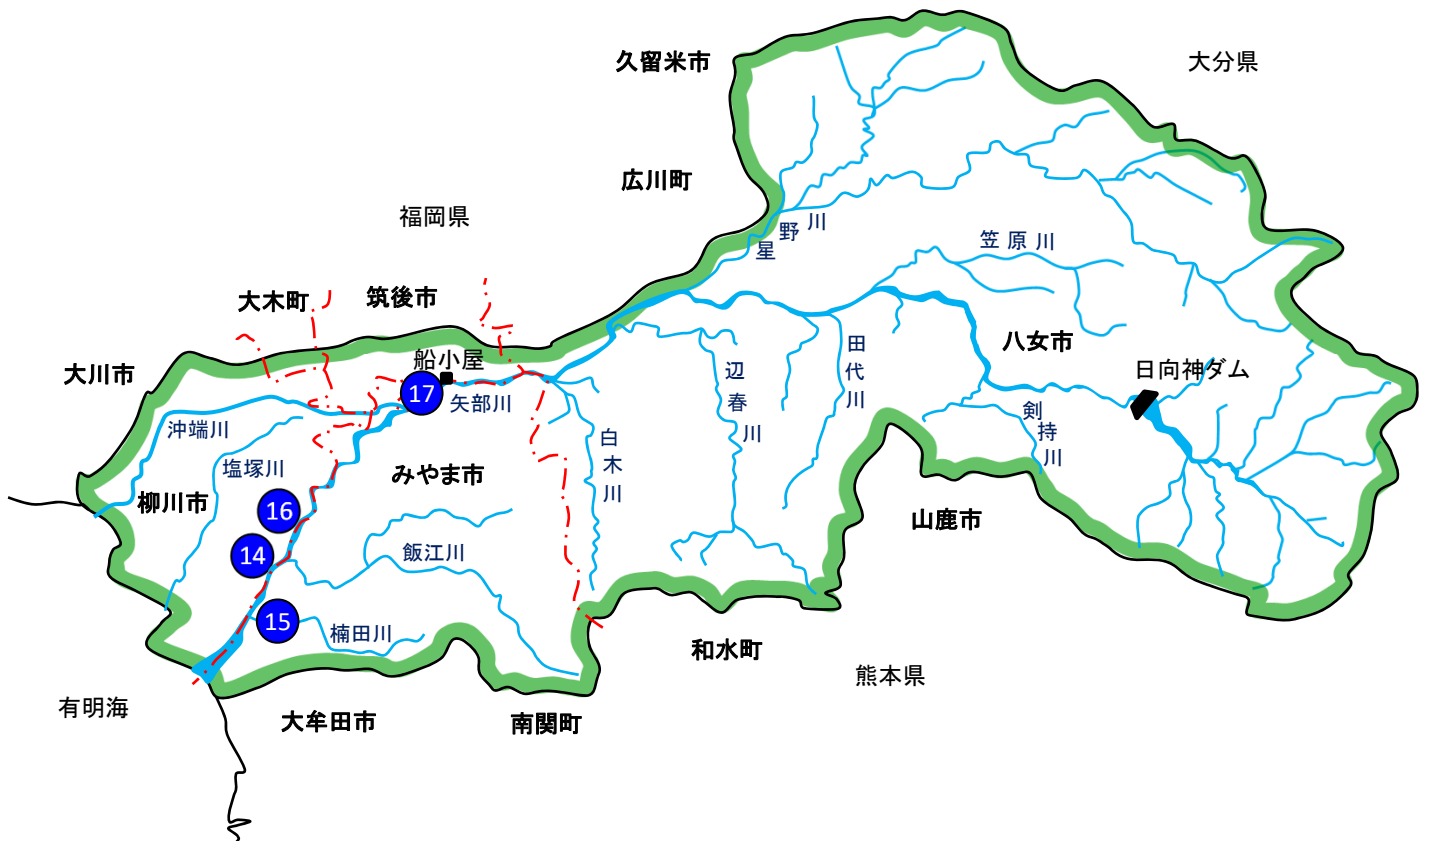 久留米市
大分県
広川町
福岡県
星野川
笠原川
大木町
筑後市
八女市
船小屋
大川市
田代川
日向神ダム
辺春川
17
矢部川
剣持川
沖端川
白木川
塩塚川
みやま市
柳川市
16
山鹿市
14
飯江川
15
楠田川
和水町
熊本県
有明海
大牟田市
南関町